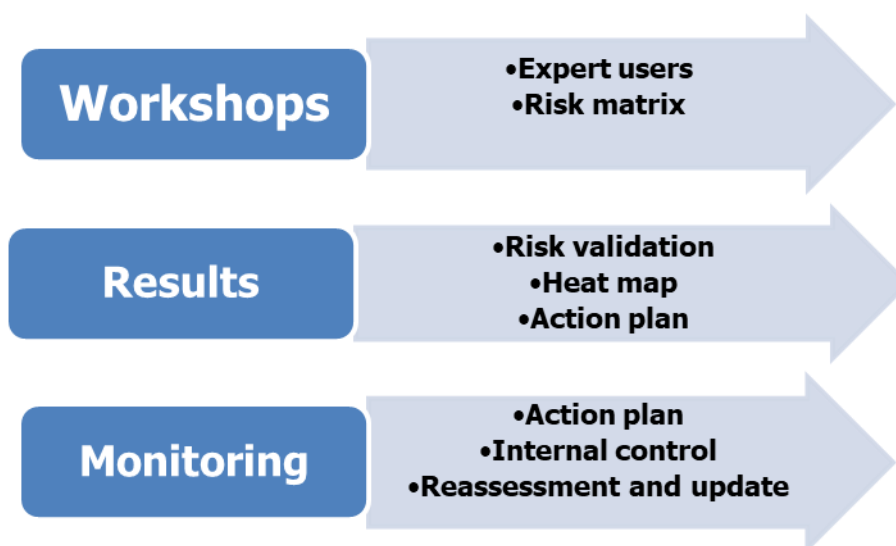 Workshops
•Expert users
•Risk matrix
Results
•Risk validation
•Heat map
•Action plan
Monitoring
•Action plan
•Internal control
•Reassessment and update